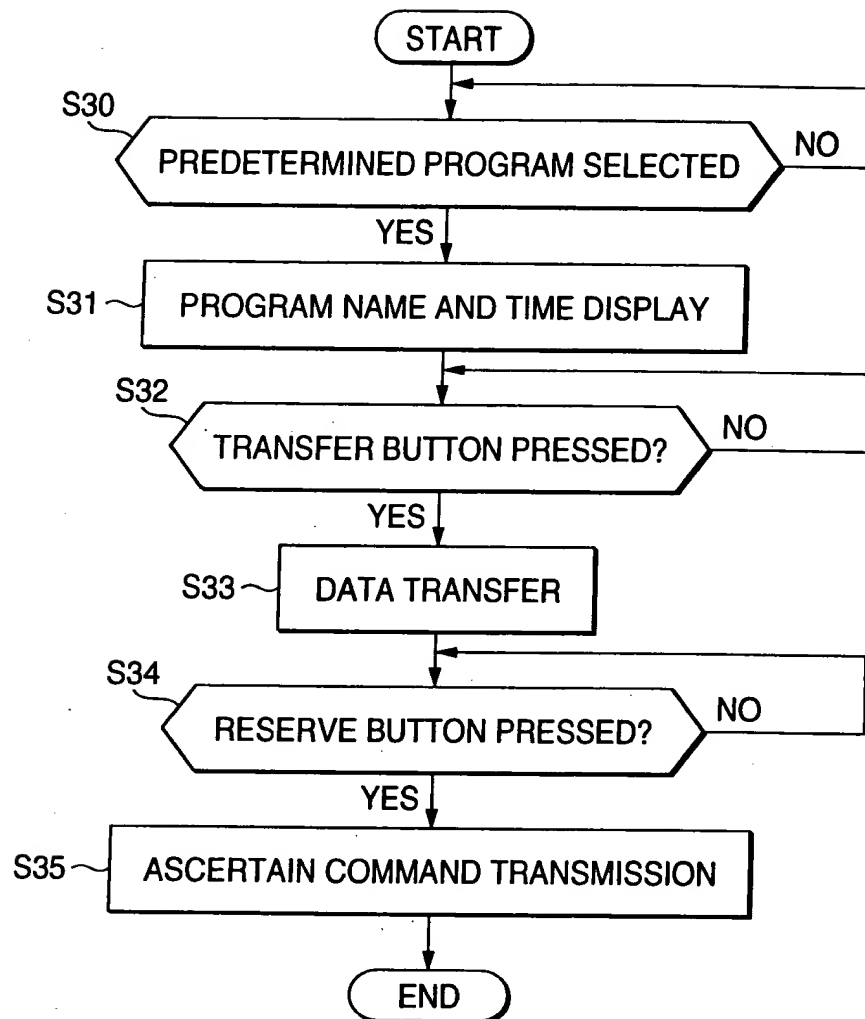 START
S30
PREDETERMINED PROGRAM SELECTED
NO
YES
S31
PROGRAM NAME AND TIME DISPLAY
S32
TRANSFER BUTTON PRESSED?
NO
YES
S33
DATA TRANSFER
S34
RESERVE BUTTON PRESSED?
NO
YES
S35
ASCERTAIN COMMAND TRANSMISSION
END